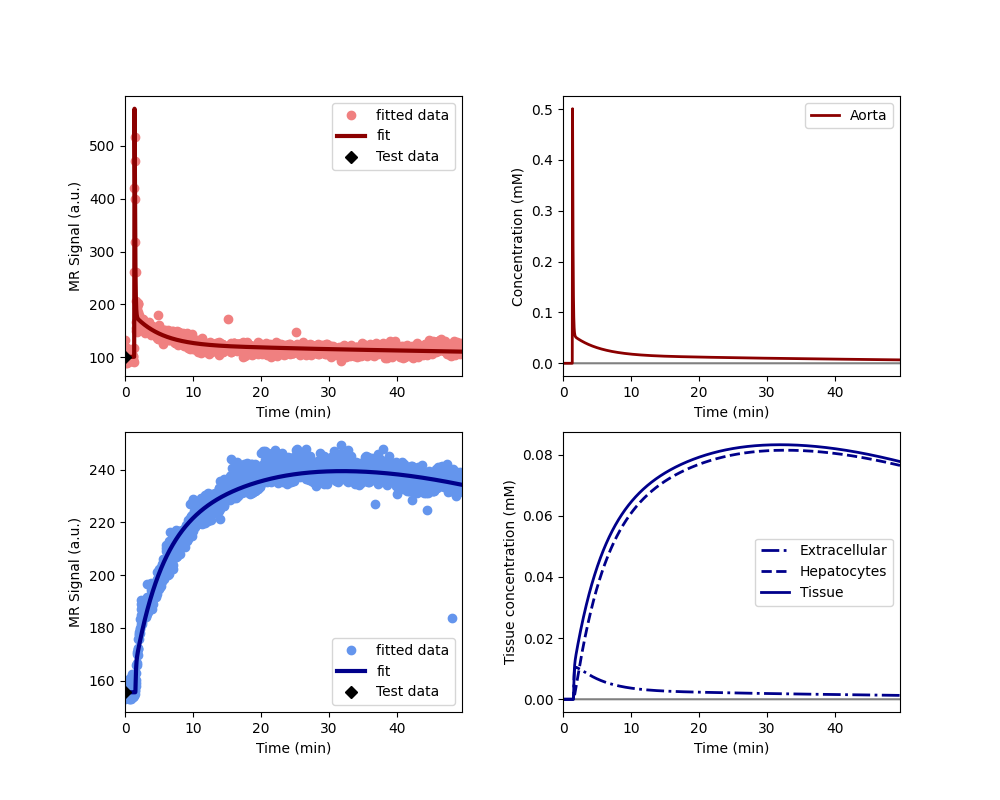 MR Signal (a.u.)
500
400
300
200
100
0
10
20
30
40
Time (min)
fitted data
fit
Test data
Concentration (mM)
0.5
0.4
0.3
0.2
0.1
0.0
0
10
20
30
40
Time (min)
Aorta
MR Signal (a.u.)
240
220
200
180
160
0
10
20
30
40
Time (min)
fitted data
fit
Test data
Tissue concentration (mM)
0.08
0.06
0.04
0.02
0.00
0
10
20
30
40
Time (min)
Extracellular
Hepatocytes
Tissue